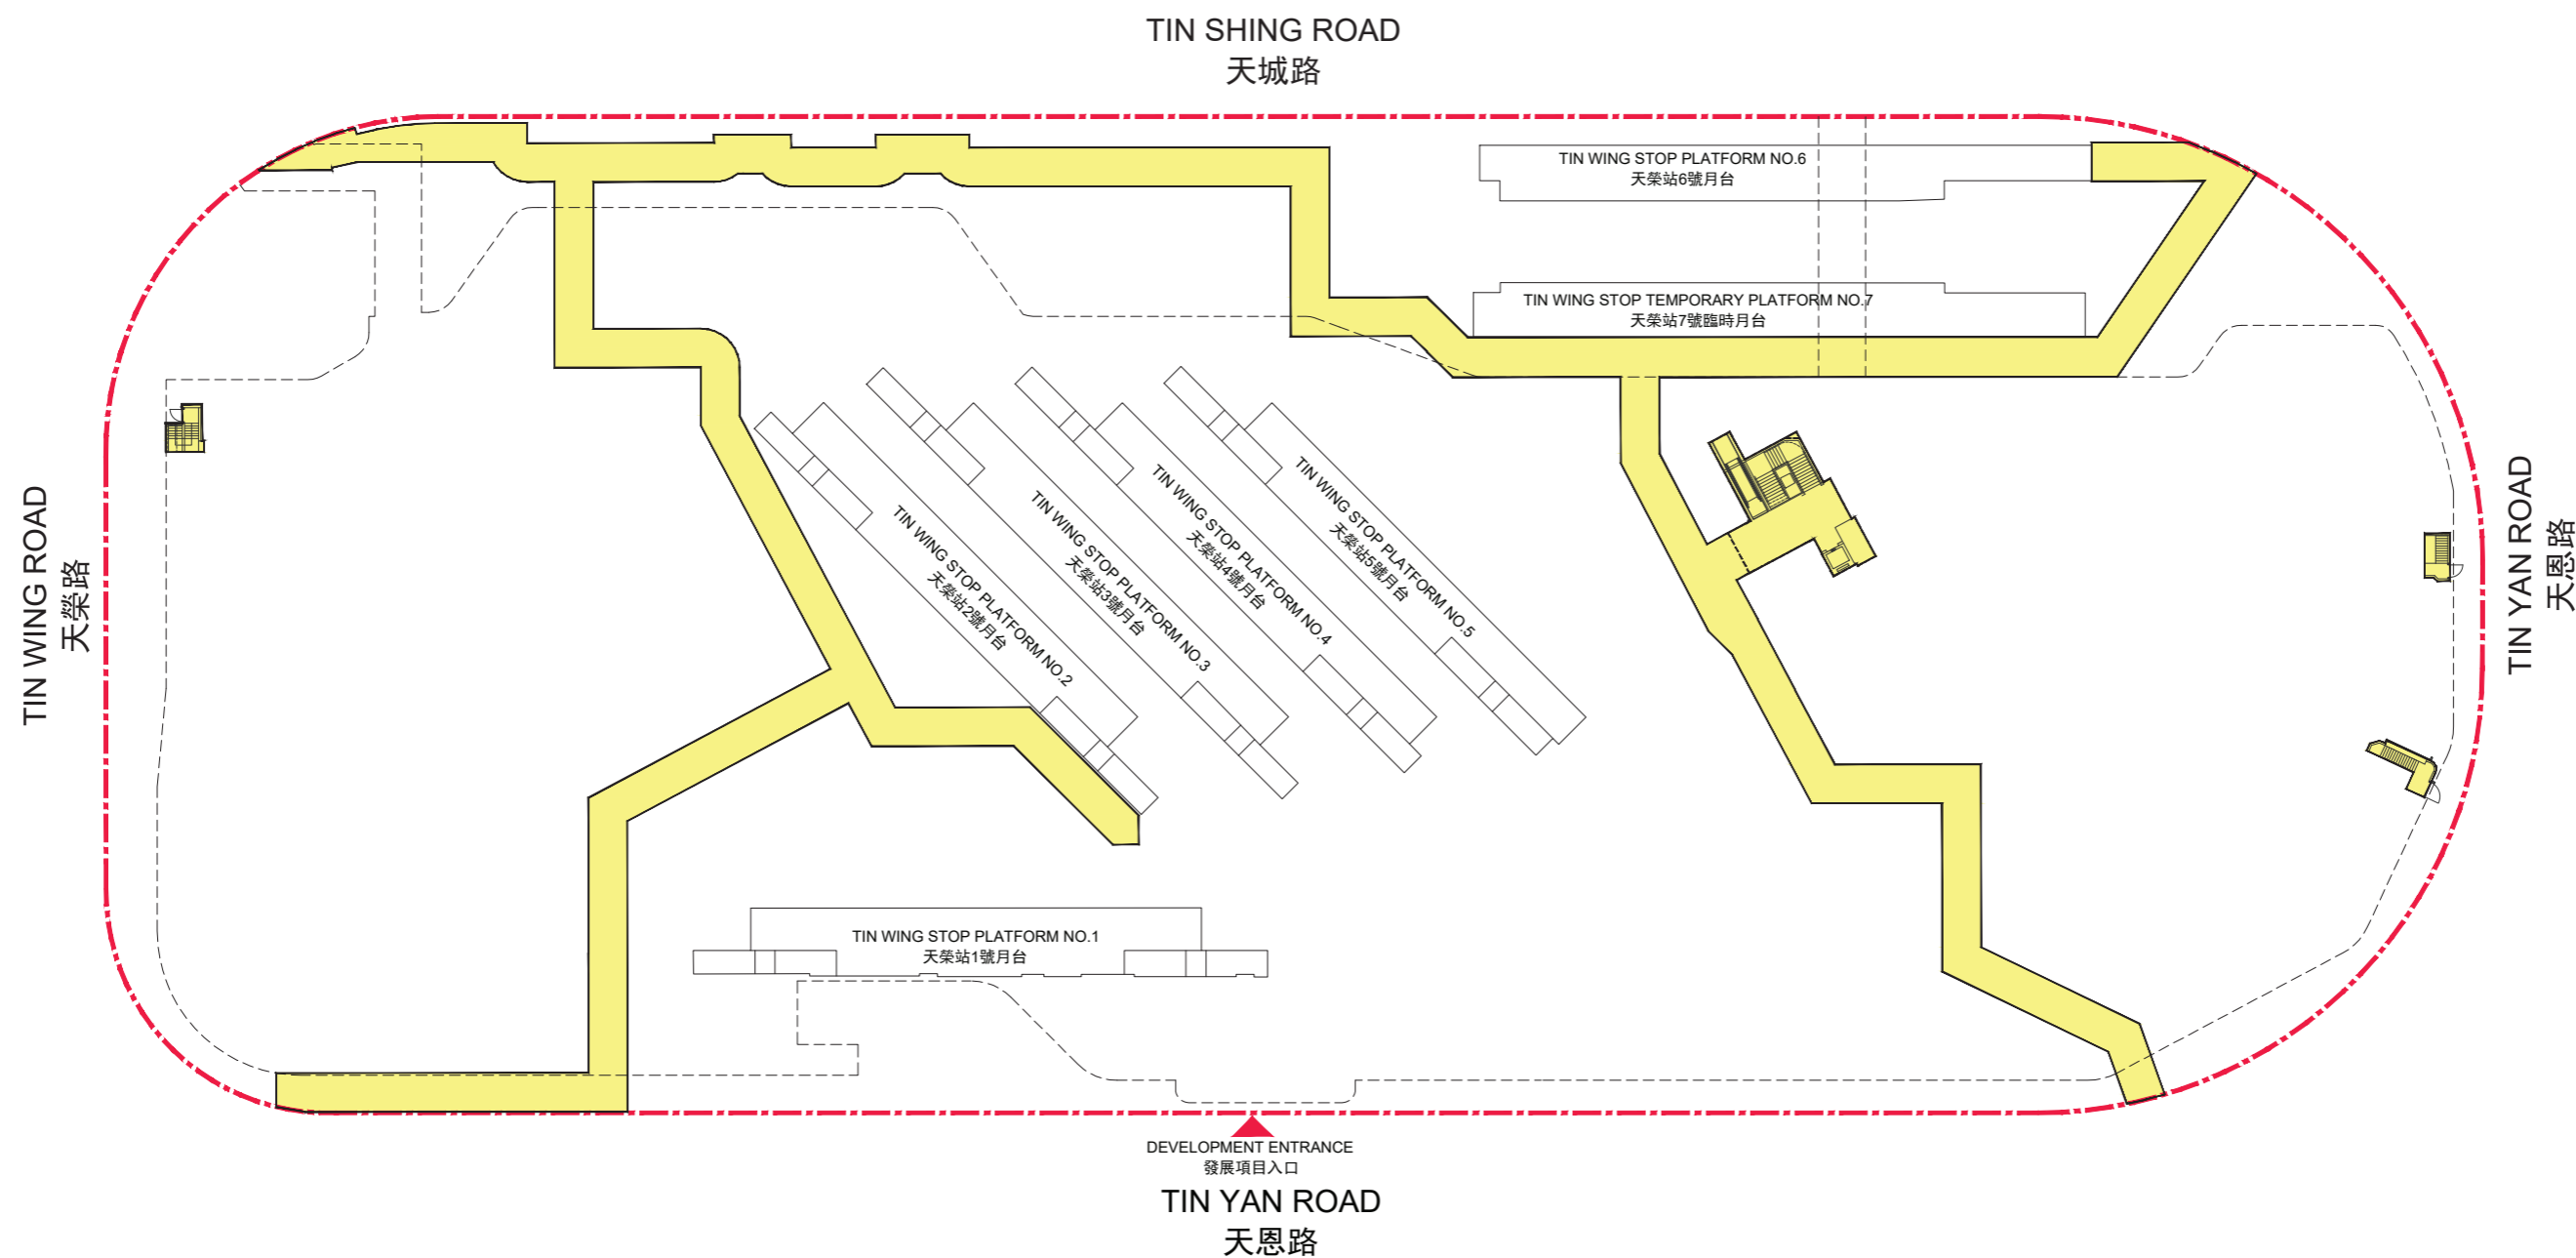 TIN SHING ROAD
天城路
TIN WING STOP PLATFORM NO.6
天榮站6號月台
TIN WING STOP TEMPORARY PLATFORM NO.7
天榮站7號臨時月台
TIN WING ROAD
天榮路
TIN WING STOP PLATFORM NO.2
天榮站2號月台
TIN WING STOP PLATFORM NO.3
天榮站3號月台
TIN WING STOP PLATFORM NO.4
天榮站4號月台
TIN WING STOP PLATFORM NO.5
天榮站5號月台
TIN YAN ROAD
天恩路
TIN WING STOP PLATFORM NO.1
天榮站1號月台
DEVELOPMENT ENTRANCE
發展項目入口
TIN YAN ROAD
天恩路